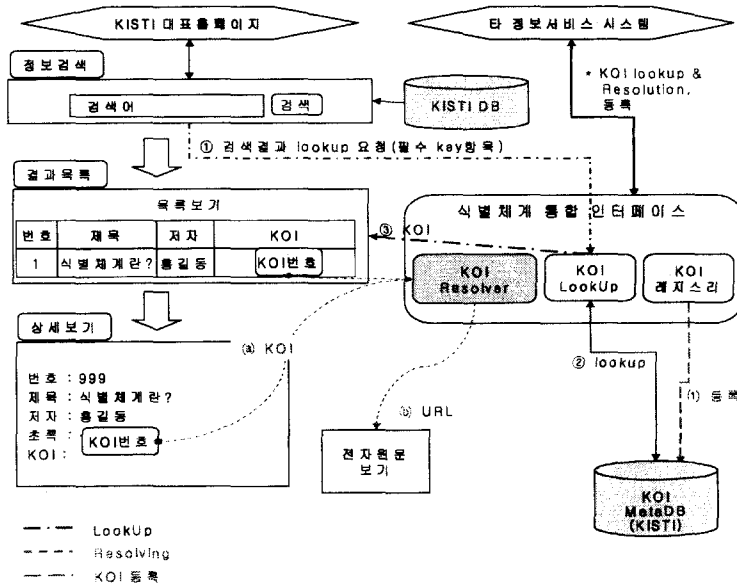 KISTI 대표홈페이지
타 정보서비스 시스템
정보검색
검색어
검색
KISTI DB
* KOI lookup &
Resolution,
등록
① 검색결과 lookup 요청(필수 key항목)
결과목록
목록보기
번호 제목 저자 KOI
1 식별체계란? 홍길동 KOI번호
③ KOI
식별체계 통합 인터페이스
KOI
Resolver
KOI
LookUp
KOI
레지스리
상세보기
번호 : 999
제목 : 식별체계란?
저자 : 홍길동
초록 :
KOI :
KOI번호
ⓐ KOI
ⓑ URL
② lookup
(1) 등록
전자원문
보기
KOI
MetaDB
(KISTI)
LookUp
Resolving
KOI 등록